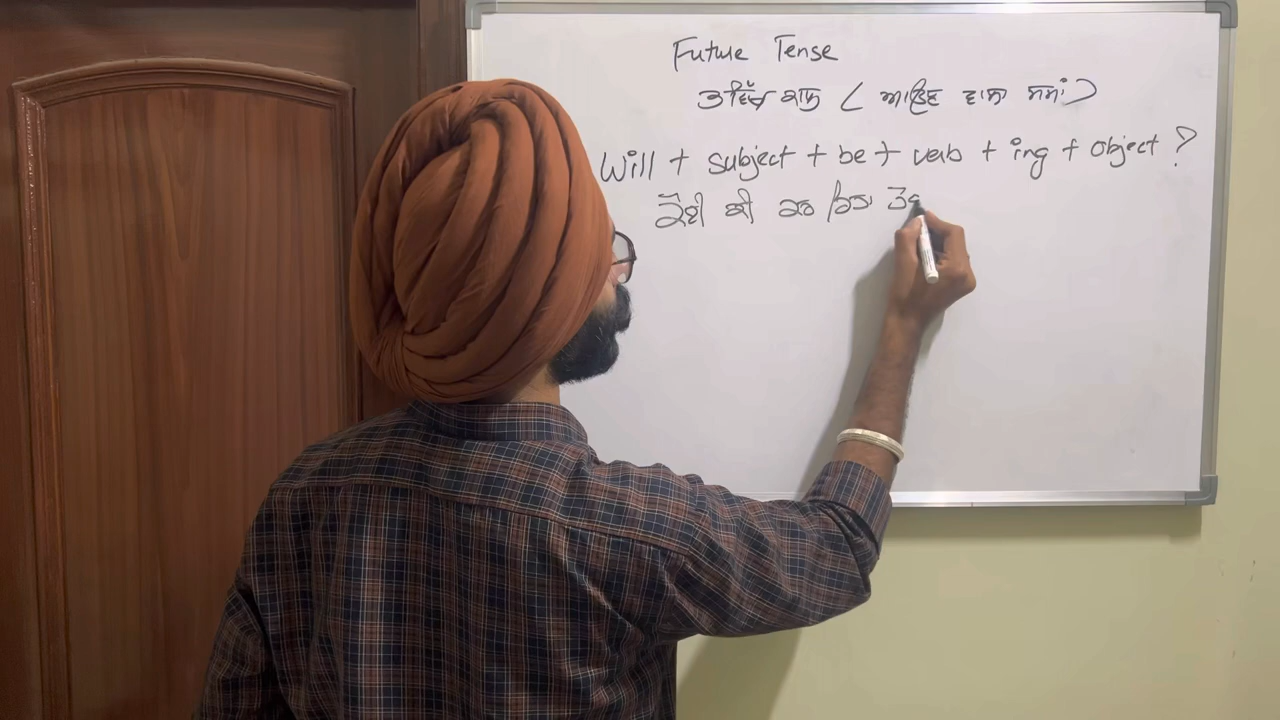 Future Tense
ਭਵਿੱਖ ਕਾਲ ( ਆਉਣ ਵਾਲਾ ਸਮਾਂ )
Will + subject + be + verb + ing + object ?
ਕੋਈ ਕੀ ਕਰ ਰਿਹਾ